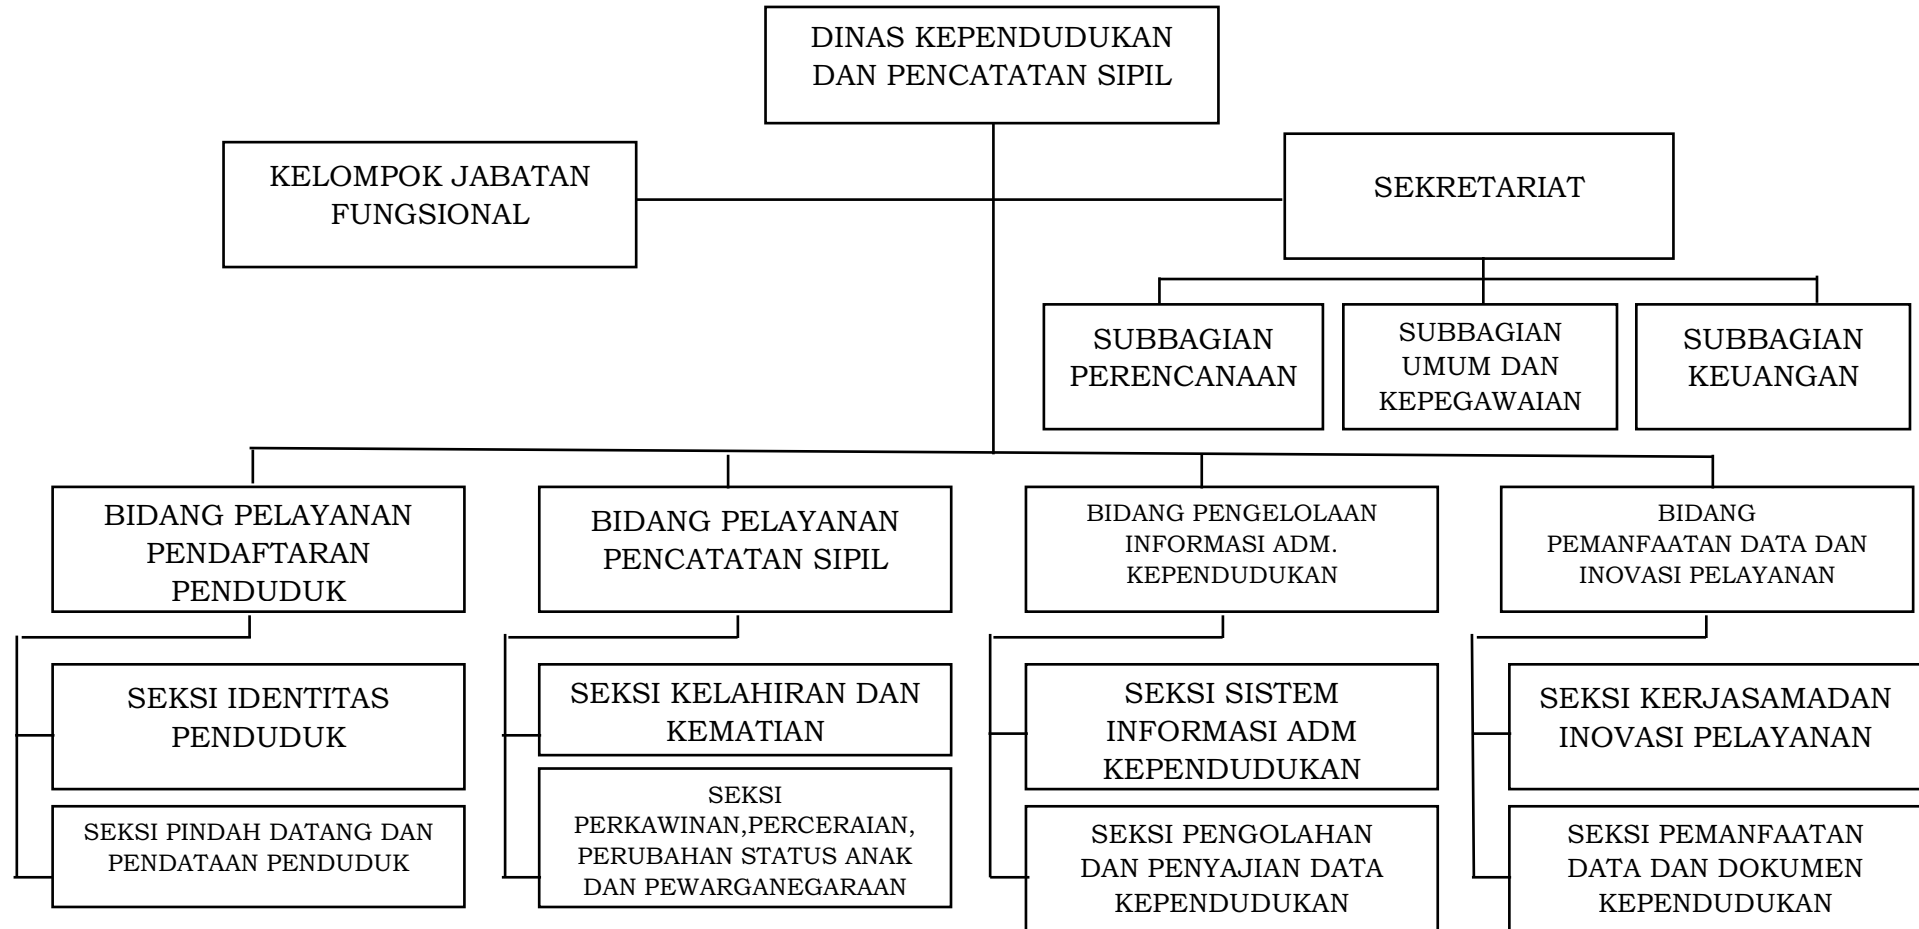 DINAS KEPENDUDUKAN
DAN PENCATATAN SIPIL
KELOMPOK JABATAN
FUNGSIONAL
SEKRETARIAT
SUBBAGIAN
PERENCANAAN
SUBBAGIAN
UMUM DAN
KEPEGAWAIAN
SUBBAGIAN
KEUANGAN
BIDANG PELAYANAN
PENDAFTARAN
PENDUDUK
BIDANG PELAYANAN
PENCATATAN SIPIL
BIDANG PENGELOLAAN
INFORMASI ADM.
KEPENDUDUKAN
BIDANG
PEMANFAATAN DATA DAN
INOVASI PELAYANAN
SEKSI IDENTITAS
PENDUDUK
SEKSI KELAHIRAN DAN
KEMATIAN
SEKSI SISTEM
INFORMASI ADM
KEPENDUDUKAN
SEKSI KERJASAMADAN
INOVASI PELAYANAN
SEKSI PINDAH DATANG DAN
PENDATAAN PENDUDUK
SEKSI
PERKAWINAN,PERCERAIAN,
PERUBAHAN STATUS ANAK
DAN PEWARGANEGARAAN
SEKSI PENGOLAHAN
DAN PENYAJIAN DATA
KEPENDUDUKAN
SEKSI PEMANFAATAN
DATA DAN DOKUMEN
KEPENDUDUKAN